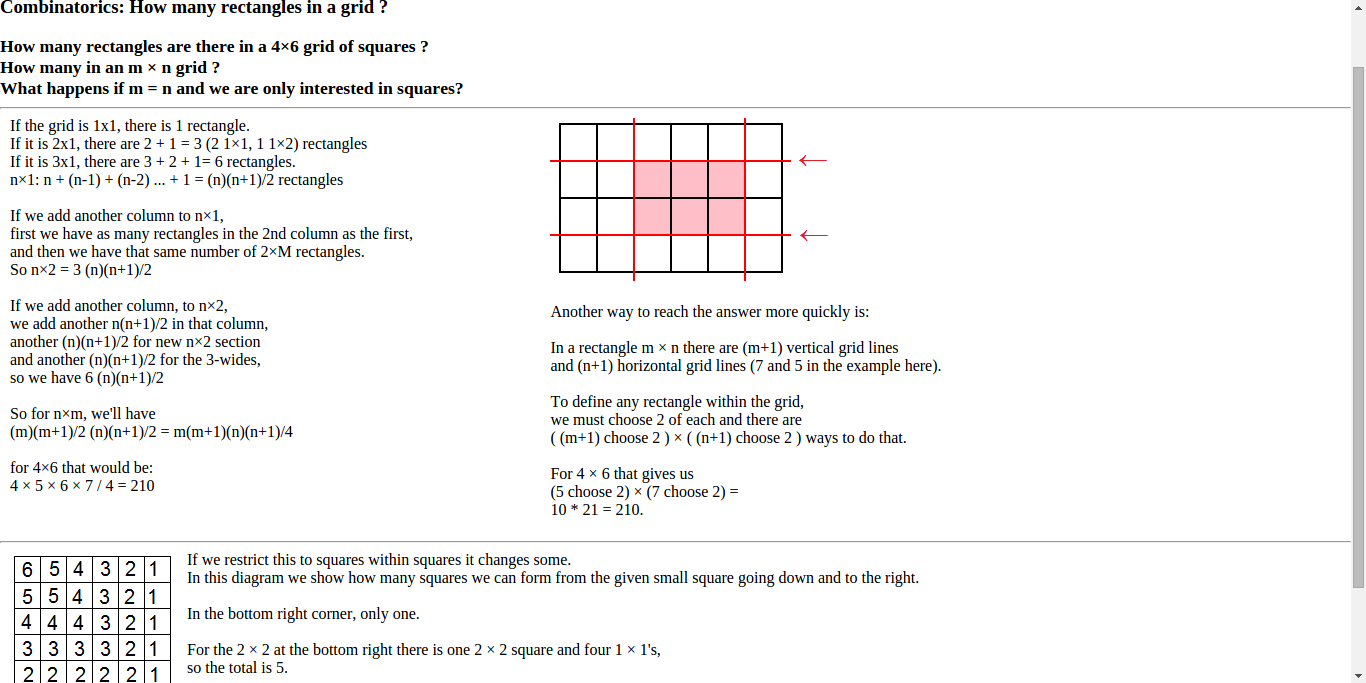 Combinatorics: How many rectangles in a grid ?
How many rectangles are there in a 4×6 grid of squares ?
How many in an m × n grid ?
What happens if m = n and we are only interested in squares?
If the grid is 1x1, there is 1 rectangle.
If it is 2x1, there are 2 + 1 = 3 (2 1×1, 1 1×2) rectangles
If it is 3x1, there are 3 + 2 + 1= 6 rectangles.
n×1: n + (n-1) + (n-2) ... + 1 = (n)(n+1)/2 rectangles
If we add another column to n×1,
first we have as many rectangles in the 2nd column as the first,
and then we have that same number of 2×M rectangles.
So n×2 = 3 (n)(n+1)/2
If we add another column, to n×2,
we add another n(n+1)/2 in that column,
another (n)(n+1)/2 for new n×2 section
and another (n)(n+1)/2 for the 3-wides,
so we have 6 (n)(n+1)/2
So for n×m, we'll have
(m)(m+1)/2 (n)(n+1)/2 = m(m+1)(n)(n+1)/4
for 4×6 that would be:
4 × 5 × 6 × 7 / 4 = 210
Another way to reach the answer more quickly is:
In a rectangle m × n there are (m+1) vertical grid lines
and (n+1) horizontal grid lines (7 and 5 in the example here).
To define any rectangle within the grid,
we must choose 2 of each and there are
( (m+1) choose 2 ) × ( (n+1) choose 2 ) ways to do that.
For 4 × 6 that gives us
(5 choose 2) × (7 choose 2) =
10 * 21 = 210.
6 5 4 3 2 1
5 5 4 3 2 1
4 4 4 3 2 1
3 3 3 3 2 1
2 2 2 2 2 1
If we restrict this to squares within squares it changes some.
In this diagram we show how many squares we can form from the given small square going down and to the right.
In the bottom right corner, only one.
For the 2 × 2 at the bottom right there is one 2 × 2 square and four 1 × 1's,
so the total is 5.